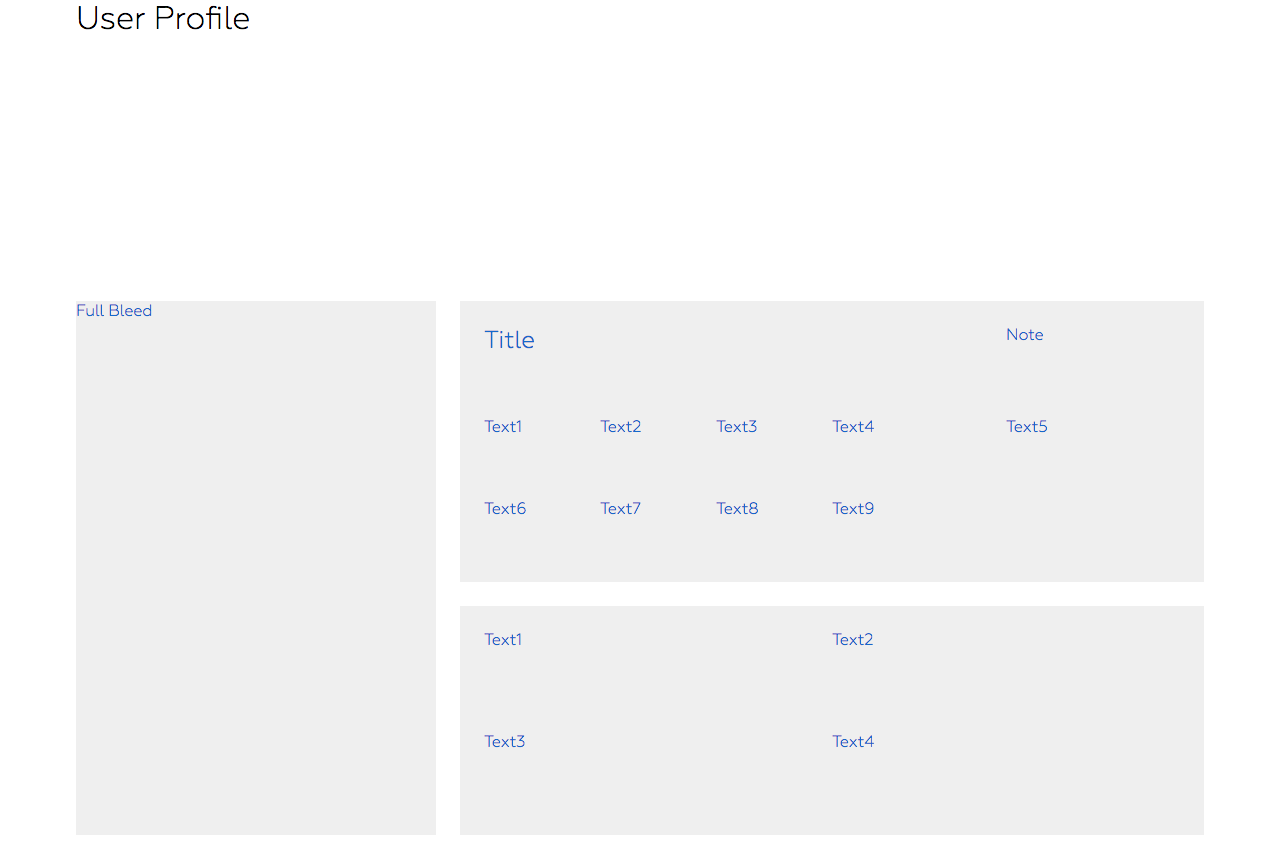 User Profile
Full Bleed
Title
Note
Text1 Text2 Text3 Text4 Text5
Text6 Text7 Text8 Text9
Text1 Text2
Text3 Text4